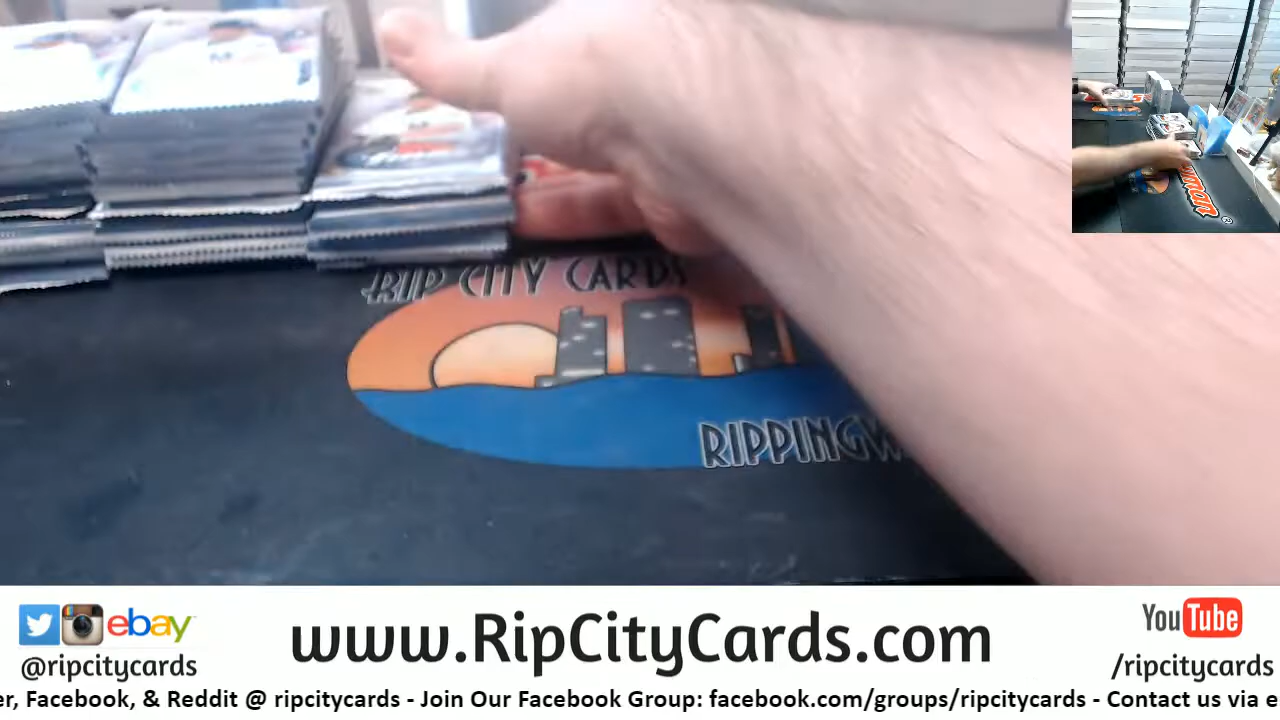 RIP CITY CARDS
RIPPINGW
ebay
@ripcitycards
www.RipCityCards.com
YouTube
/ripcitycards
er, Facebook, & Reddit @ ripcitycards - Join Our Facebook Group: facebook.com/groups/ripcitycards - Contact us via e